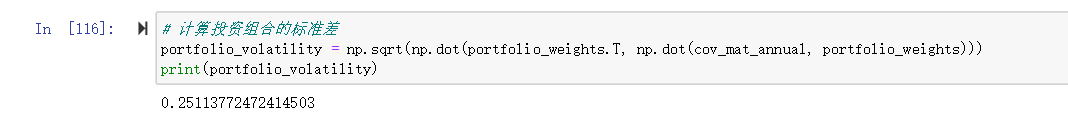 In [116]: # 计算投资组合的标准差
portfolio_volatility = np.sqrt(np.dot(portfolio_weights.T, np.dot(cov_mat_annual, portfolio_weights)))
print(portfolio_volatility)
0.25113772472414503